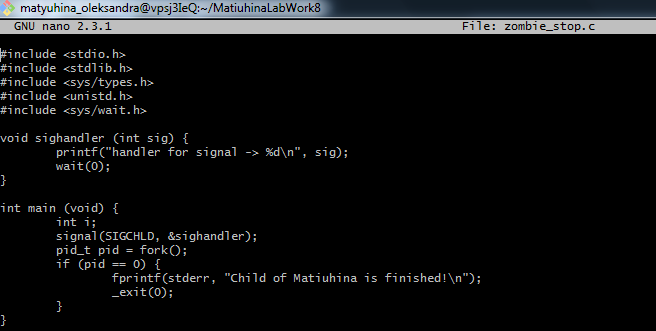 matyuhina_oleksandra@vpsj3IeQ:~/MatiuhinaLabWork8
GNU nano 2.3.1 File: zombie_stop.c
#include <stdio.h>
#include <stdlib.h>
#include <sys/types.h>
#include <unistd.h>
#include <sys/wait.h>
void sighandler (int sig) {
printf("handler for signal -> %d\n", sig);
wait(0);
}
int main (void) {
int i;
signal(SIGCHLD, &sighandler);
pid_t pid = fork();
if (pid == 0) {
fprintf(stderr, "Child of Matiuhina is finished!\n");
_exit(0);
}
}